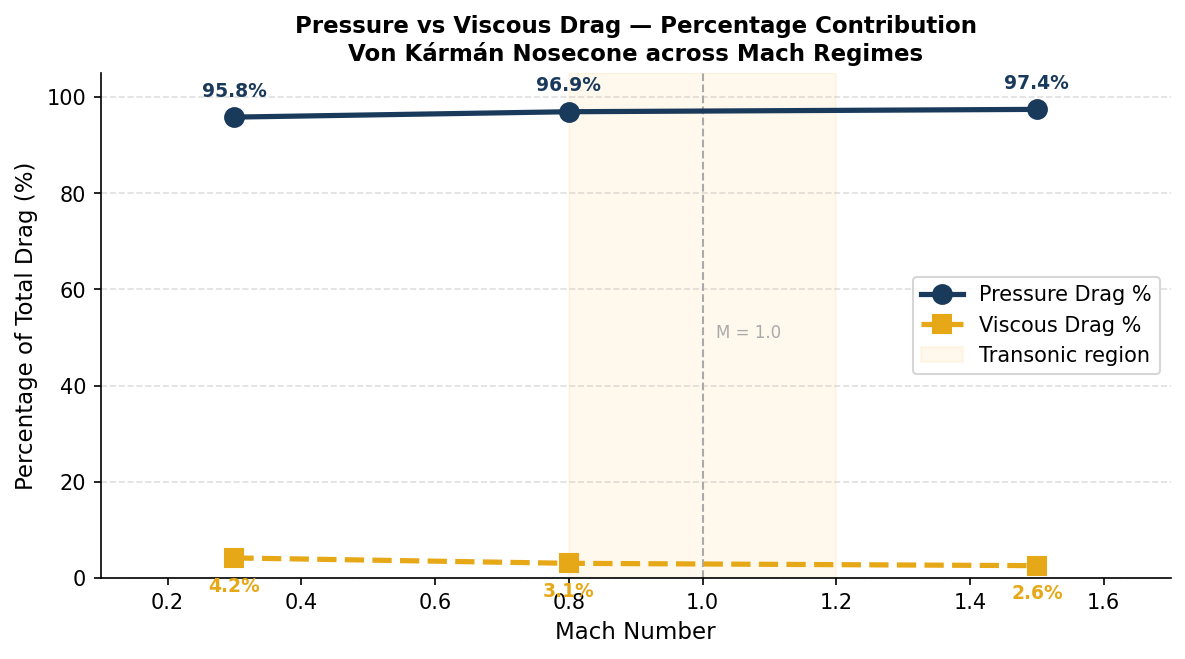 Pressure vs Viscous Drag — Percentage Contribution
Von Kármán Nosecone across Mach Regimes
Percentage of Total Drag (%)
100
80
60
40
20
0
95.8%
96.9%
97.4%
M = 1.0
Pressure Drag %
Viscous Drag %
Transonic region
4.2%
3.1%
2.6%
0.2 0.4 0.6 0.8 1.0 1.2 1.4 1.6
Mach Number